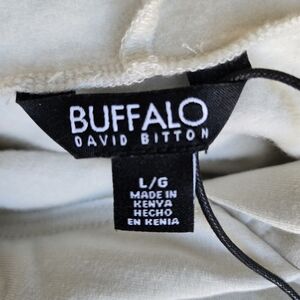 BUFFALO
DAVID BITTON
L/G
MADE IN
KENYA
HECHO
EN KENIA